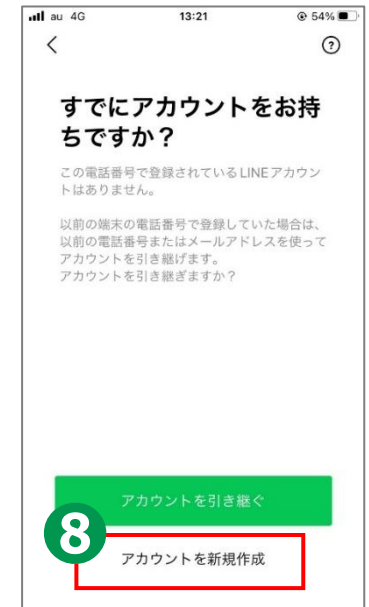 au 4G 13:21 54%
すでにアカウントをお持
ちですか？
この電話番号で登録されているLINEアカウン
トはありません。
以前の端末の電話番号で登録していた場合は、
以前の電話番号またはメールアドレスを使って
アカウントを引き継げます。
アカウントを引き継ぎますか？
アカウントを引き継ぐ
8
アカウントを新規作成